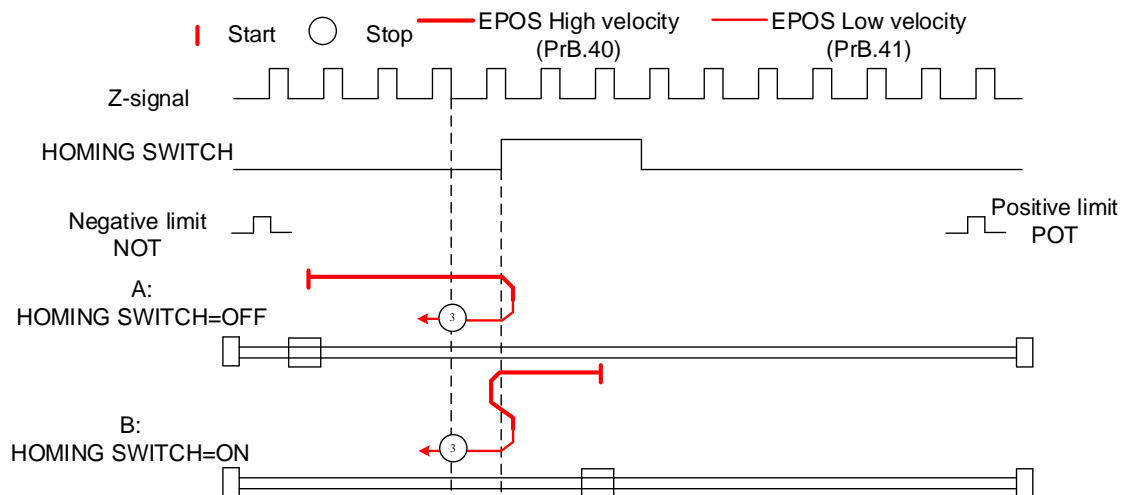 Start
Stop
EPOS High velocity
(PrB.40)
EPOS Low velocity
(PrB.41)
Z-signal
HOMING SWITCH
Negative limit
NOT
Positive limit
POT
A:
HOMING SWITCH=OFF
3
B:
HOMING SWITCH=ON
3